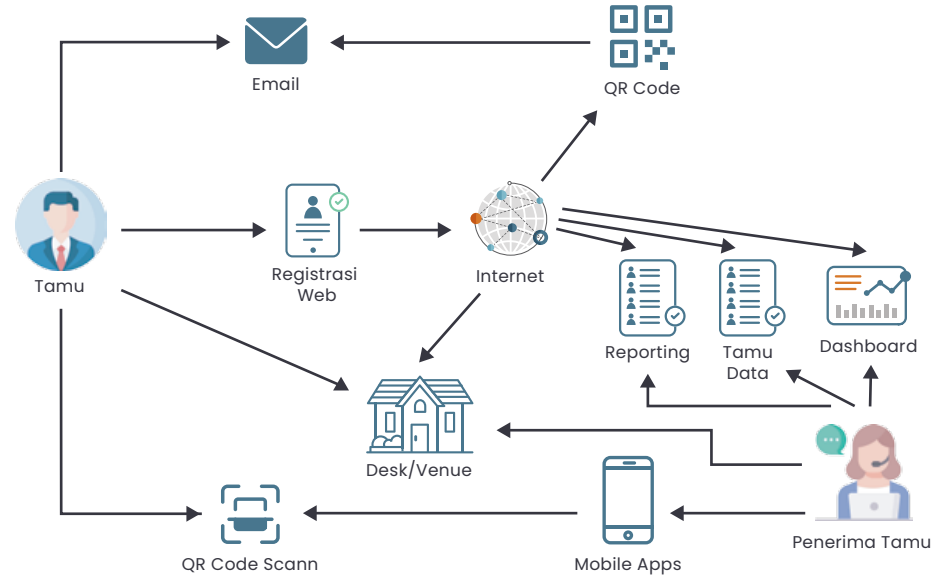 Email
QR Code
Tamu
Registrasi
Web
Internet
Reporting
Tamu
Data
Dashboard
Desk/Venue
QR Code Scann
Mobile Apps
Penerima Tamu